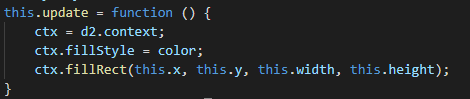 this.update = function () {
    ctx = d2.context;
    ctx.fillStyle = color;
    ctx.fillRect(this.x, this.y, this.width, this.height);
}